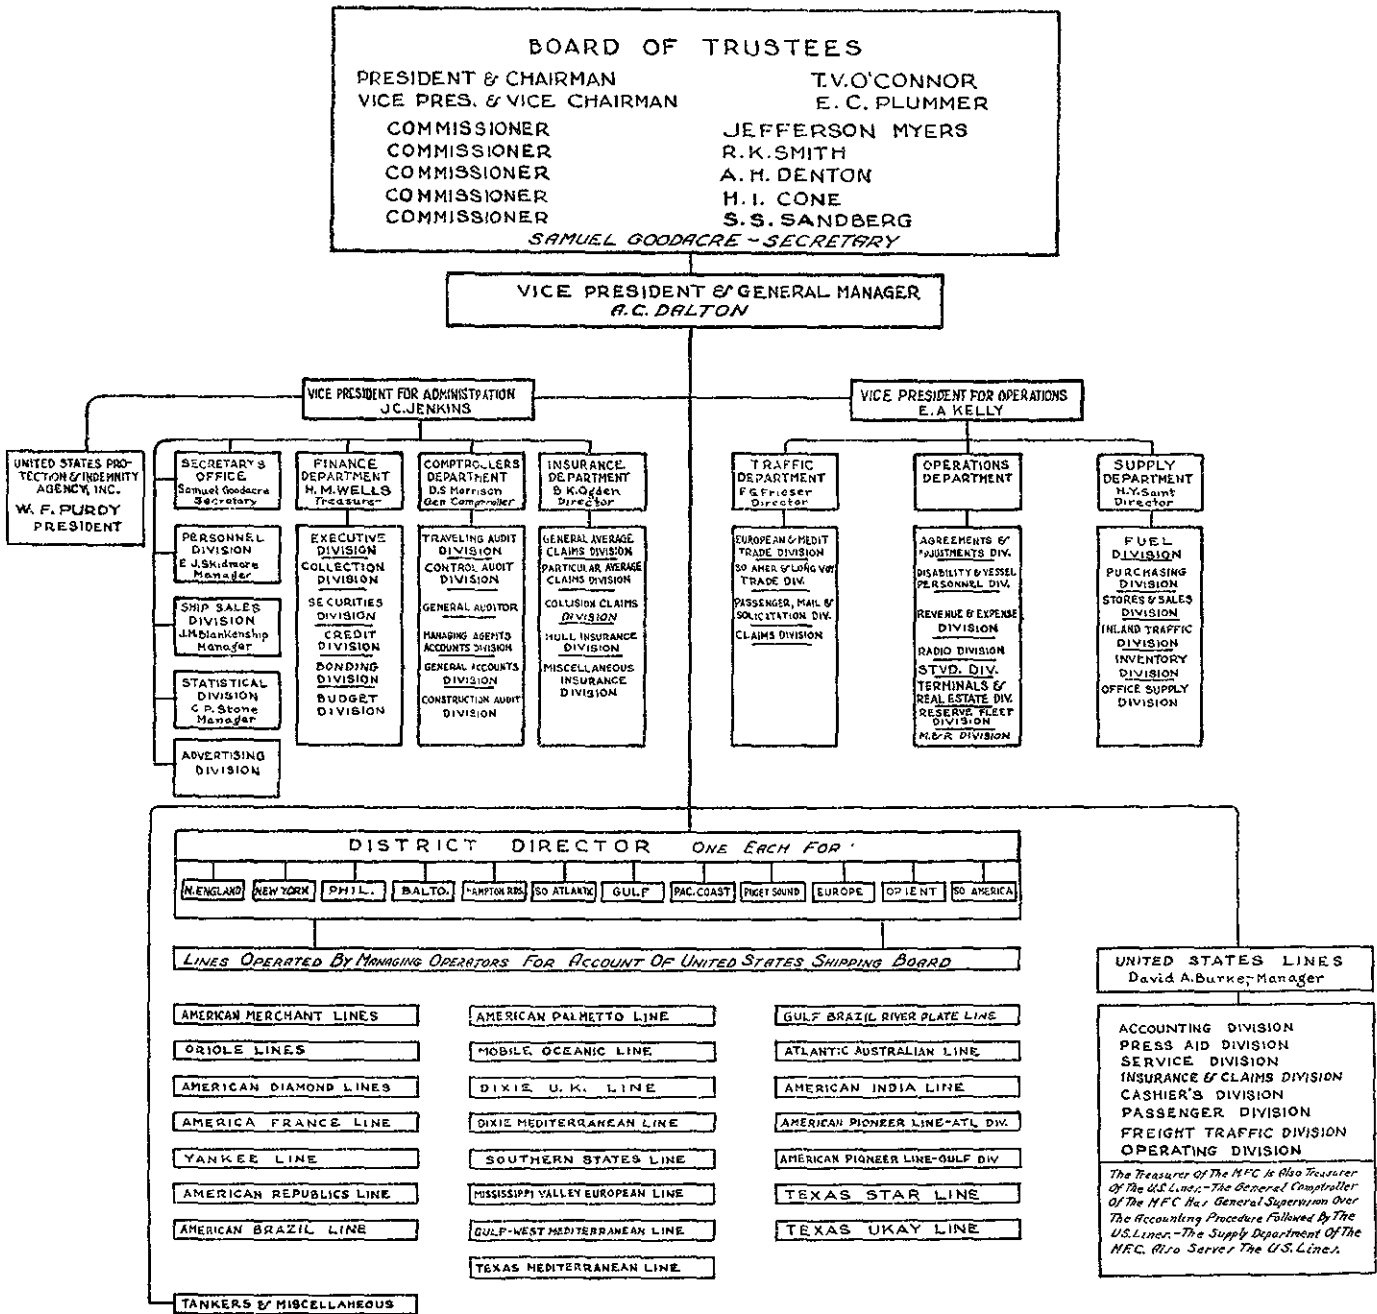 BOARD OF TRUSTEES
PRESIDENT & CHAIRMAN T.V. O'CONNOR
VICE PRES. & VICE CHAIRMAN E. C. PLUMMER
COMMISSIONER JEFFERSON MYERS
COMMISSIONER R.K. SMITH
COMMISSIONER A. H. DENTON
COMMISSIONER H. I. CONE
COMMISSIONER S. S. SANDBERG
SAMUEL GOODACRE - SECRETARY
VICE PRESIDENT & GENERAL MANAGER
A.C. DALTON
VICE PRESIDENT FOR ADMINISTRATION
J.C. JENKINS
VICE PRESIDENT FOR OPERATIONS
E. A KELLY
UNITED STATES PRO-
TECTION & INDEMNITY
AGENCY, INC.
W. F. PURDY
PRESIDENT
SECRETARY'S
OFFICE
Samuel Goodacre
Secretary
PERSONNEL
DIVISION
E J. Skidmore
Manager
SHIP SALES
DIVISION
J.M. Blankenship
Manager
STATISTICAL
DIVISION
C P. Stone
Manager
ADVERTISING
DIVISION
FINANCE
DEPARTMENT
H. M. WELLS
Treasurer
EXECUTIVE
DIVISION
COLLECTION
DIVISION
SECURITIES
DIVISION
CREDIT
DIVISION
BONDING
DIVISION
BUDGET
DIVISION
COMPTROLLERS
DEPARTMENT
D.S Morrison
Gen Comptroller
TRAVELING AUDIT
DIVISION
CONTROL AUDIT
DIVISION
GENERAL AUDITOR
MANAGING AGENTS
ACCOUNTS DIVISION
GENERAL ACCOUNTS
DIVISION
CONSTRUCTION AUDIT
DIVISION
INSURANCE
DEPARTMENT
B K. Ogden
Director
GENERAL AVERAGE
CLAIMS DIVISION
PARTICULAR AVERAGE
CLAIMS DIVISION
COLLISION CLAIMS
DIVISION
HULL INSURANCE
DIVISION
MISCELLANEOUS
INSURANCE
DIVISION
TRAFFIC
DEPARTMENT
F G. Frieser
Director
EUROPEAN & MEDIT
TRADE DIVISION
SO AMER & LONG VOY
TRADE DIV.
PASSENGER, MAIL &
SOLICITATION DIV.
CLAIMS DIVISION
OPERATIONS
DEPARTMENT
AGREEMENTS &
ADJUSTMENTS DIV.
DISABILITY & VESSEL
PERSONNEL DIV.
REVENUE & EXPENSE
DIVISION
RADIO DIVISION
STVD. DIV.
TERMINALS &
REAL ESTATE DIV.
RESERVE FLEET
DIVISION
M. & R DIVISION
SUPPLY
DEPARTMENT
H.Y. Saint
Director
FUEL
DIVISION
PURCHASING
DIVISION
STORES & SALES
DIVISION
INLAND TRAFFIC
DIVISION
INVENTORY
DIVISION
OFFICE SUPPLY
DIVISION
DISTRICT DIRECTOR ONE EACH FOR
N. ENGLAND NEW YORK PHIL. BALTO. HAMPTON RDS. SO ATLANTIC GULF PAC. COAST PUGET SOUND EUROPE ORIENT SO AMERICA
LINES OPERATED BY MANAGING OPERATORS FOR ACCOUNT OF UNITED STATES SHIPPING BOARD
AMERICAN MERCHANT LINES
ORIOLE LINES
AMERICAN DIAMOND LINES
AMERICA FRANCE LINE
YANKEE LINE
AMERICAN REPUBLICS LINE
AMERICAN BRAZIL LINE
AMERICAN PALMETTO LINE
MOBILE OCEANIC LINE
DIXIE U. K. LINE
DIXIE MEDITERRANEAN LINE
SOUTHERN STATES LINE
MISSISSIPPI VALLEY EUROPEAN LINE
GULF-WEST MEDITERRANEAN LINE
TEXAS MEDITERRANEAN LINE
GULF BRAZIL RIVER PLATE LINE
ATLANTIC AUSTRALIAN LINE
AMERICAN INDIA LINE
AMERICAN PIONEER LINE-ATL DIV.
AMERICAN PIONEER LINE-GULF DIV
TEXAS STAR LINE
TEXAS UKAY LINE
TANKERS & MISCELLANEOUS
UNITED STATES LINES
David A. Burke, Manager
ACCOUNTING DIVISION
PRESS AID DIVISION
SERVICE DIVISION
INSURANCE & CLAIMS DIVISION
CASHIER'S DIVISION
PASSENGER DIVISION
FREIGHT TRAFFIC DIVISION
OPERATING DIVISION
The Treasurer Of The MFC Is Also Treasurer
Of The U.S. Lines.-The General Comptroller
Of The MFC Has General Supervision Over
The Accounting Procedure Followed By The
U.S. Lines.-The Supply Department Of The
MFC. Also Serves The U.S. Lines.